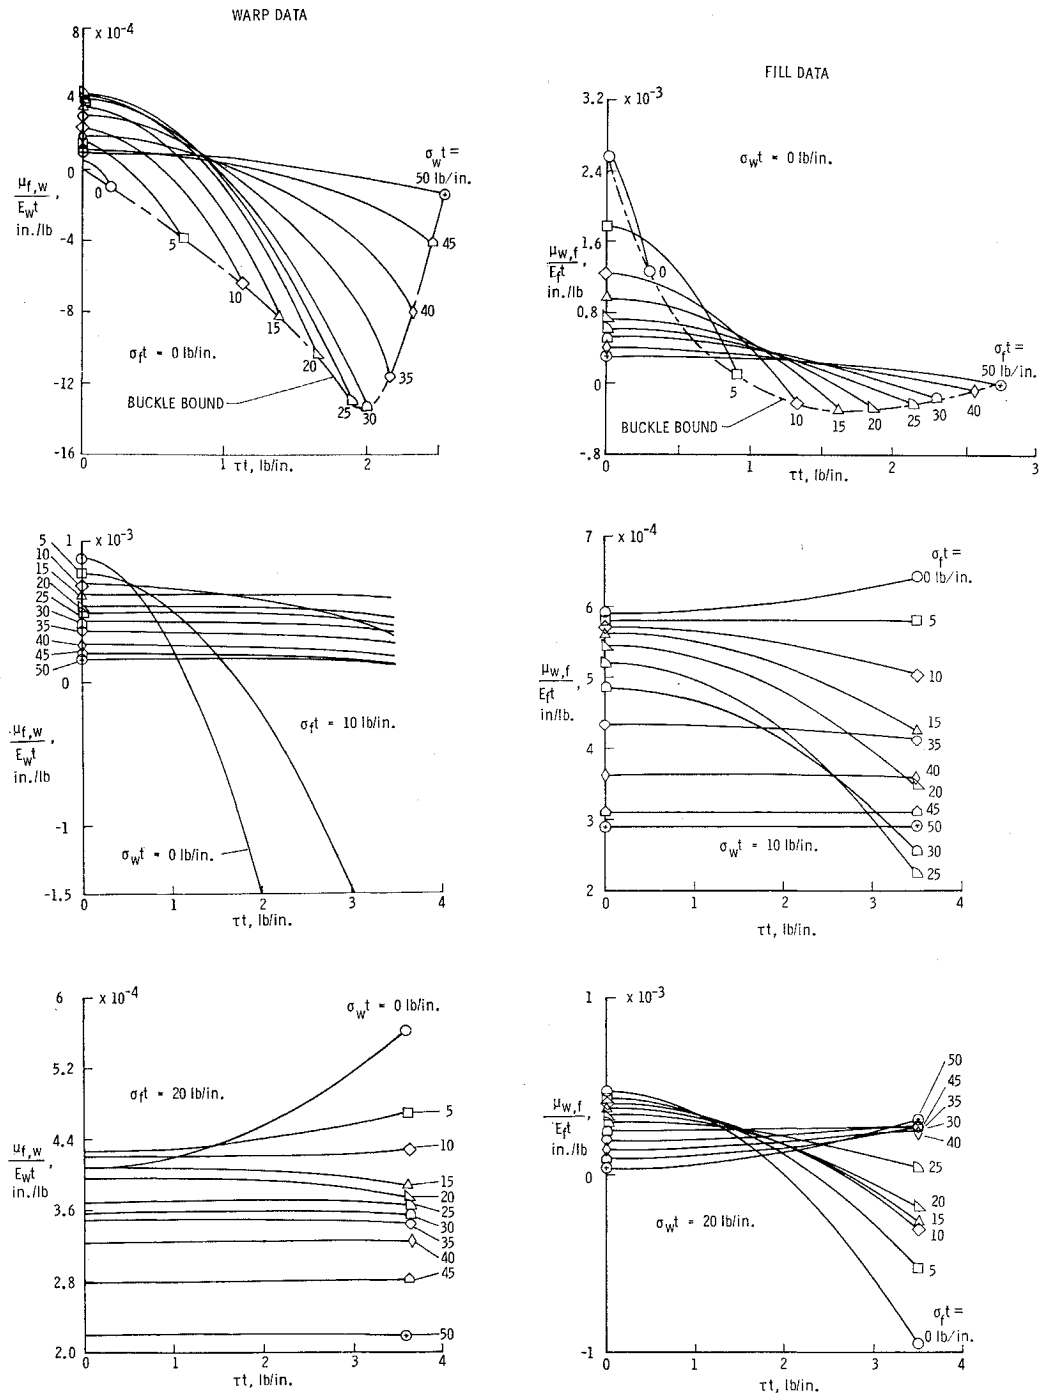 WARP DATA
8 x 10⁻⁴
4
0
-4
-8
-12
-16
μf,w
Ewt ,
in./lb
σwt =
50 lb/in.
45
40
35
0
5
10
15
20
25
30
σft = 0 lb/in.
BUCKLE BOUND
0
1
2
τt, lb/in.
FILL DATA
3.2 x 10⁻³
2.4
1.6
0.8
0
-.8
μw,f
Eft ,
in./lb
σwt = 0 lb/in.
σft =
50 lb/in.
0
5
10
15
20
25
30
40
BUCKLE BOUND
0
1
2
3
τt, lb/in.
1 x 10⁻³
0
-1
-1.5
5
10
15
20
25
30
35
40
45
50
μf,w
Ewt ,
in./lb
σft = 10 lb/in.
σwt = 0 lb/in.
0
1
2
3
4
τt, lb/in.
7 x 10⁻⁴
6
5
4
3
2
μw,f
Eft ,
in/lb.
σft =
0 lb/in.
5
10
15
35
40
20
45
50
30
25
σwt = 10 lb/in.
0
1
2
3
4
τt, lb/in.
6 x 10⁻⁴
5.2
4.4
3.6
2.8
2.0
μf,w
Ewt ,
in./lb
σwt = 0 lb/in.
σft = 20 lb/in.
5
10
15
20
25
30
35
40
45
50
0
1
2
3
4
τt, lb/in.
1 x 10⁻³
0
-1
μw,f
Eft ,
in./lb
50
45
35
30
40
25
20
15
10
5
σft =
0 lb/in.
σwt = 20 lb/in.
0
1
2
3
4
τt, lb/in.